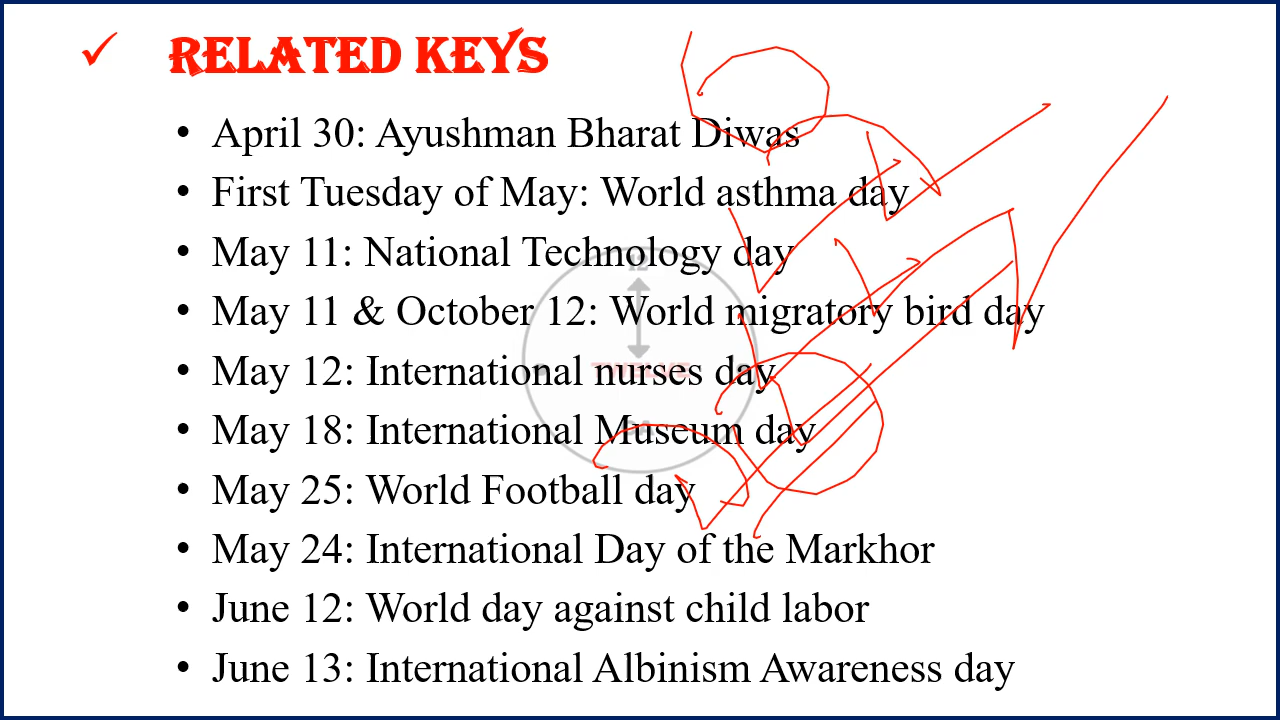 ✓ RELATED KEYS
• April 30: Ayushman Bharat Diwas
• First Tuesday of May: World asthma day
• May 11: National Technology day
• May 11 & October 12: World migratory bird day
• May 12: International nurses day
• May 18: International Museum day
• May 25: World Football day
• May 24: International Day of the Markhor
• June 12: World day against child labor
• June 13: International Albinism Awareness day
12
TWELVE